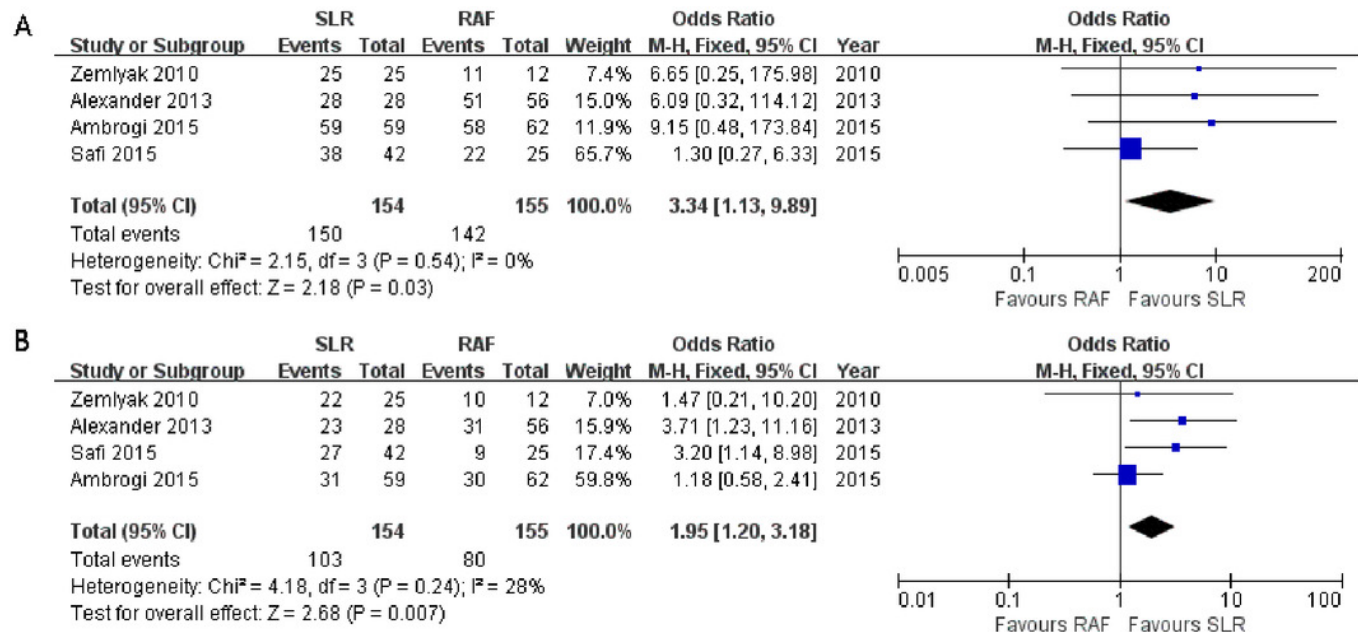 A
SLR RAF Odds Ratio Odds Ratio
Study or Subgroup Events Total Events Total Weight M-H, Fixed, 95% CI Year M-H, Fixed, 95% CI
Zemlyak 2010 25 25 11 12 7.4% 6.65 [0.25, 175.98] 2010
Alexander 2013 28 28 51 56 15.0% 6.09 [0.32, 114.12] 2013
Ambrogi 2015 59 59 58 62 11.9% 9.15 [0.48, 173.84] 2015
Safi 2015 38 42 22 25 65.7% 1.30 [0.27, 6.33] 2015
Total (95% CI) 154 155 100.0% 3.34 [1.13, 9.89]
Total events 150 142
Heterogeneity: Chi² = 2.15, df = 3 (P = 0.54); I² = 0%
Test for overall effect: Z = 2.18 (P = 0.03)
0.005 0.1 1 10 200
Favours RAF Favours SLR
B
SLR RAF Odds Ratio Odds Ratio
Study or Subgroup Events Total Events Total Weight M-H, Fixed, 95% CI Year M-H, Fixed, 95% CI
Zemlyak 2010 22 25 10 12 7.0% 1.47 [0.21, 10.20] 2010
Alexander 2013 23 28 31 56 15.9% 3.71 [1.23, 11.16] 2013
Safi 2015 27 42 9 25 17.4% 3.20 [1.14, 8.98] 2015
Ambrogi 2015 31 59 30 62 59.8% 1.18 [0.58, 2.41] 2015
Total (95% CI) 154 155 100.0% 1.95 [1.20, 3.18]
Total events 103 80
Heterogeneity: Chi² = 4.18, df = 3 (P = 0.24); I² = 28%
Test for overall effect: Z = 2.68 (P = 0.007)
0.01 0.1 1 10 100
Favours RAF Favours SLR